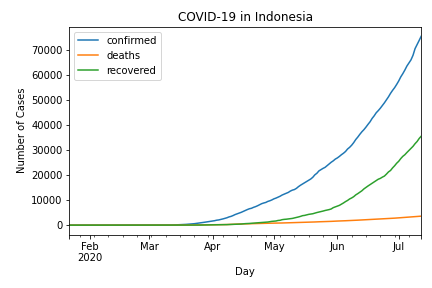 COVID-19 in Indonesia
confirmed
deaths
recovered
Number of Cases
70000
60000
50000
40000
30000
20000
10000
0
Feb Mar Apr May Jun Jul
2020
Day